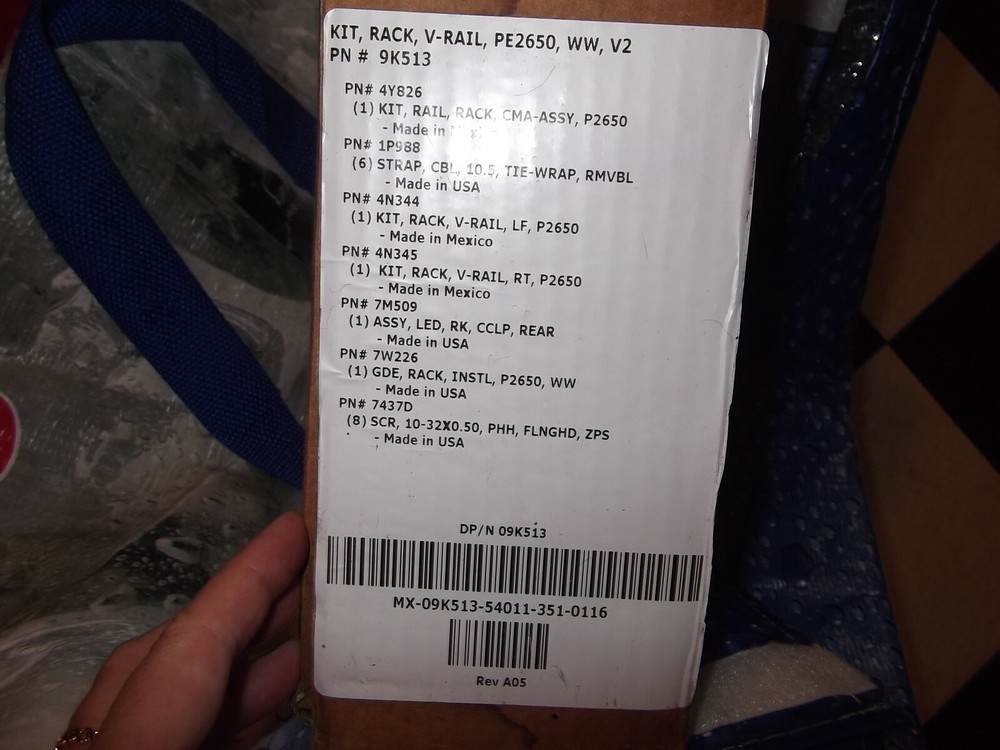 KIT, RACK, V-RAIL, PE2650, WW, V2
PN # 9K513
PN# 4Y826
(1) KIT, RAIL, RACK, CMA-ASSY, P2650
- Made in Mexico
PN# 1P988
(6) STRAP, CBL, 10.5, TIE-WRAP, RMVBL
- Made in USA
PN# 4N344
(1) KIT, RACK, V-RAIL, LF, P2650
- Made in Mexico
PN# 4N345
(1) KIT, RACK, V-RAIL, RT, P2650
- Made in Mexico
PN# 7M509
(1) ASSY, LED, RK, CCLP, REAR
- Made in USA
PN# 7W226
(1) GDE, RACK, INSTL, P2650, WW
- Made in USA
PN# 7437D
(8) SCR, 10-32X0.50, PHH, FLNGHD, ZPS
- Made in USA
DP/N 09K513
MX-09K513-54011-351-0116
Rev A05